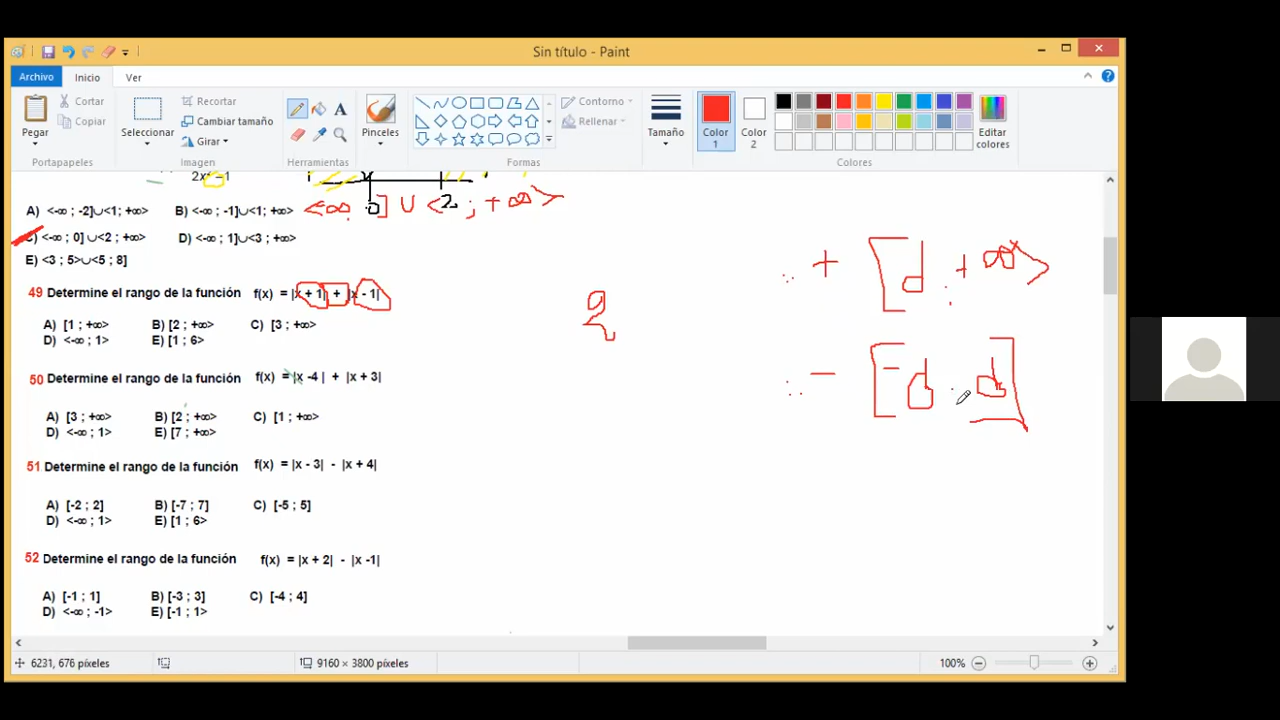 Sin título - Paint
Archivo Inicio Ver
Pegar
Cortar
Copiar
Portapapeles
Seleccionar
Recortar
Cambiar tamaño
Girar
Imagen
A
Herramientas
Pinceles
Contorno
Rellenar
Formas
Tamaño
Color 1
Color 2
Editar colores
Colores
2x -1
0 2
A) <-∞ ; -2]∪<1; +∞> B) <-∞ ; -1]∪<1; +∞>
<∞ . 0] ∪ <2 ; +∞>
C) <-∞ ; 0] ∪<2 ; +∞> D) <-∞ ; 1]∪<3 ; +∞>
E) <3 ; 5>∪<5 ; 8]
49 Determine el rango de la función f(x) = |x + 1| + |x - 1|
A) [1 ; +∞> B) [2 ; +∞> C) [3 ; +∞>
D) <-∞ ; 1> E) [1 ; 6>
2
+ [d ; +∞>
- [-d ; d]
50 Determine el rango de la función f(x) = |x -4 | + |x + 3|
A) [3 ; +∞> B) [2 ; +∞> C) [1 ; +∞>
D) <-∞ ; 1> E) [7 ; +∞>
51 Determine el rango de la función f(x) = |x - 3| - |x + 4|
A) [-2 ; 2] B) [-7 ; 7] C) [-5 ; 5]
D) <-∞ ; 1> E) [1 ; 6>
52 Determine el rango de la función f(x) = |x + 2| - |x -1|
A) [-1 ; 1] B) [-3 ; 3] C) [-4 ; 4]
D) <-∞ ; -1> E) [-1 ; 1>
6231, 676 píxeles 9160 × 3800 píxeles 100%